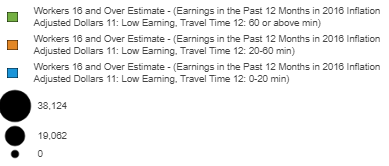 Workers 16 and Over Estimate - (Earnings in the Past 12 Months in 2016 Inflation
Adjusted Dollars 11: Low Earning, Travel Time 12: 60 or above min)
Workers 16 and Over Estimate - (Earnings in the Past 12 Months in 2016 Inflation
Adjusted Dollars 11: Low Earning, Travel Time 12: 20-60 min)
Workers 16 and Over Estimate - (Earnings in the Past 12 Months in 2016 Inflation
Adjusted Dollars 11: Low Earning, Travel Time 12: 0-20 min)
38,124
19,062
0